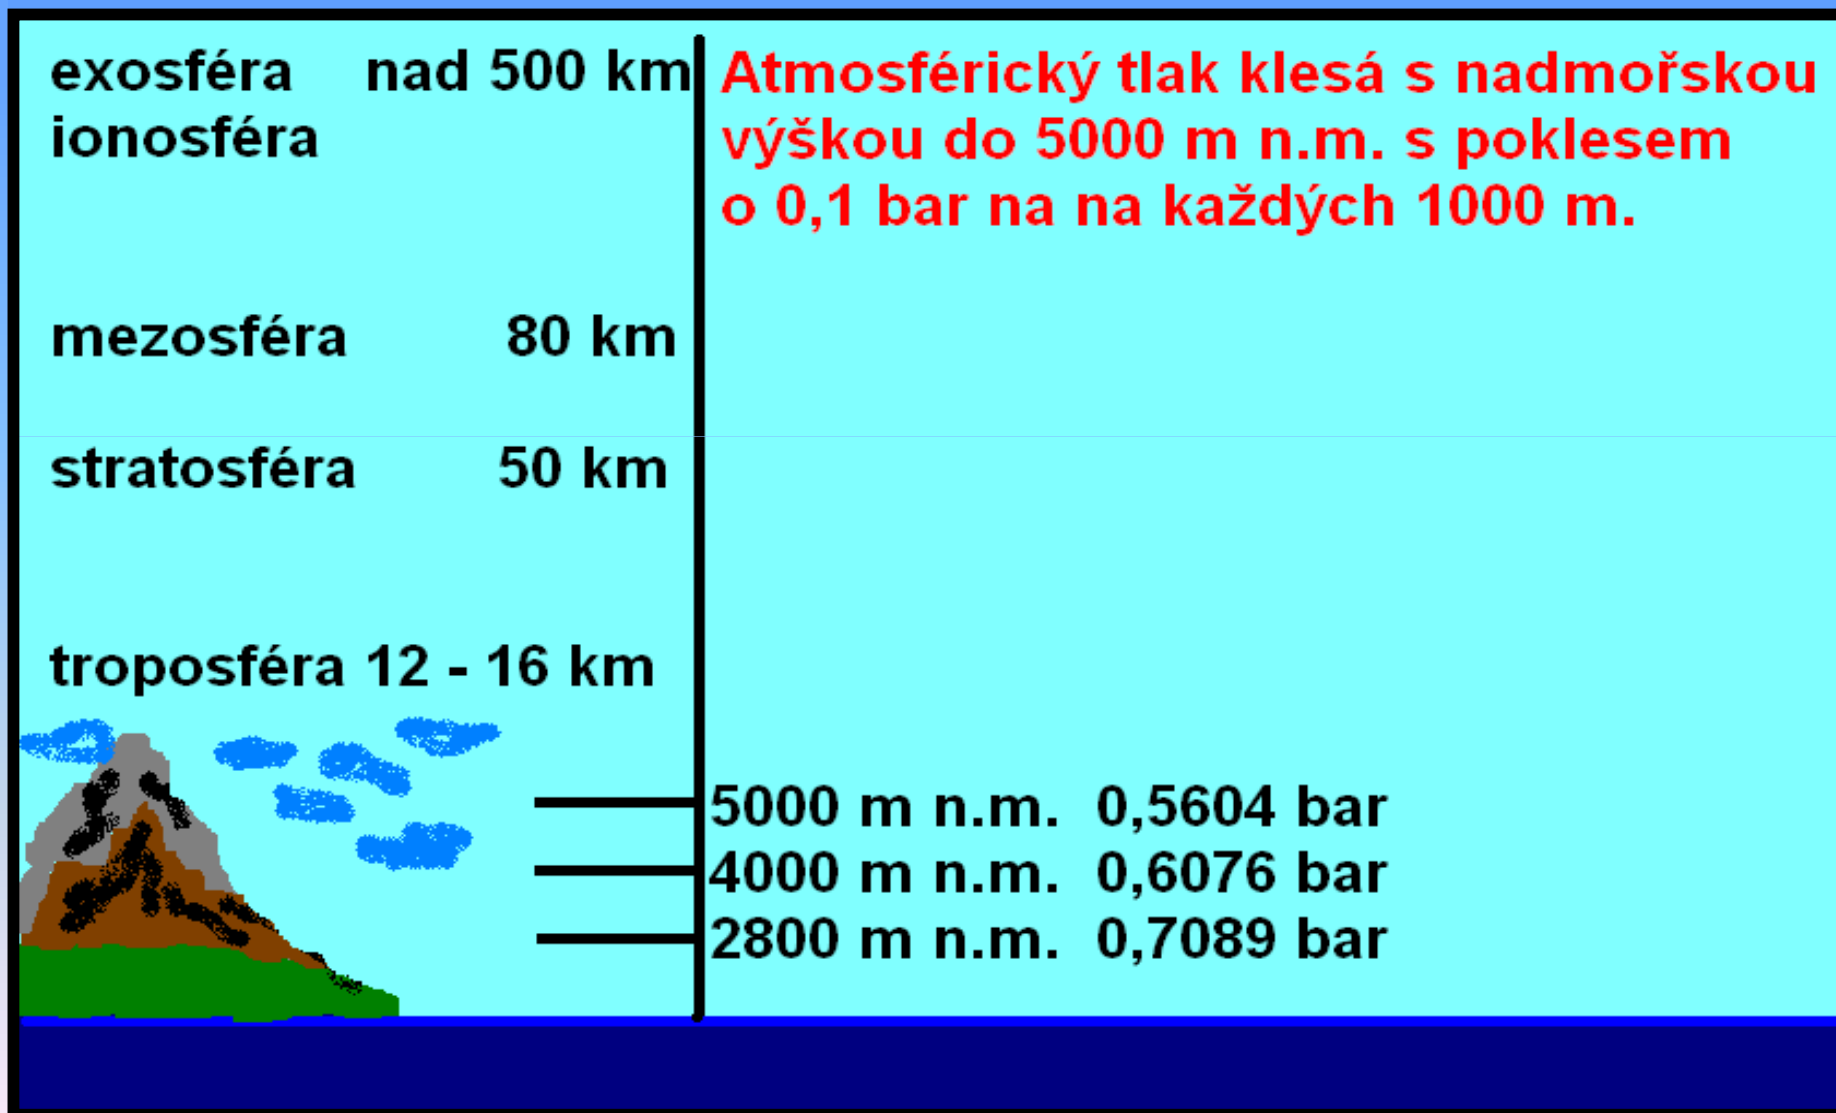 exosféra nad 500 km
ionosféra
mezosféra 80 km
stratosféra 50 km
troposféra 12 - 16 km
Atmosférický tlak klesá s nadmořskou
výškou do 5000 m n.m. s poklesem
o 0,1 bar na na každých 1000 m.
5000 m n.m. 0,5604 bar
4000 m n.m. 0,6076 bar
2800 m n.m. 0,7089 bar